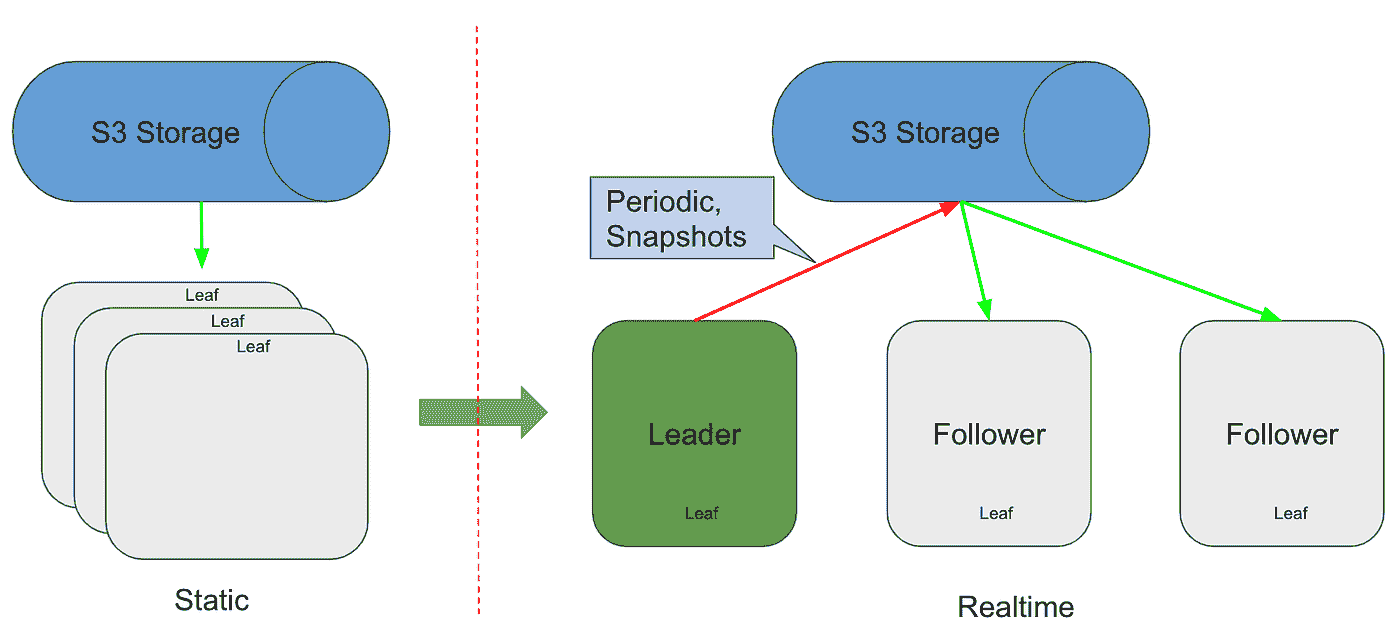 S3 Storage
Leaf
Leaf
Leaf
Static
S3 Storage
Periodic,
Snapshots
Leader
Leaf
Follower
Leaf
Follower
Leaf
Realtime